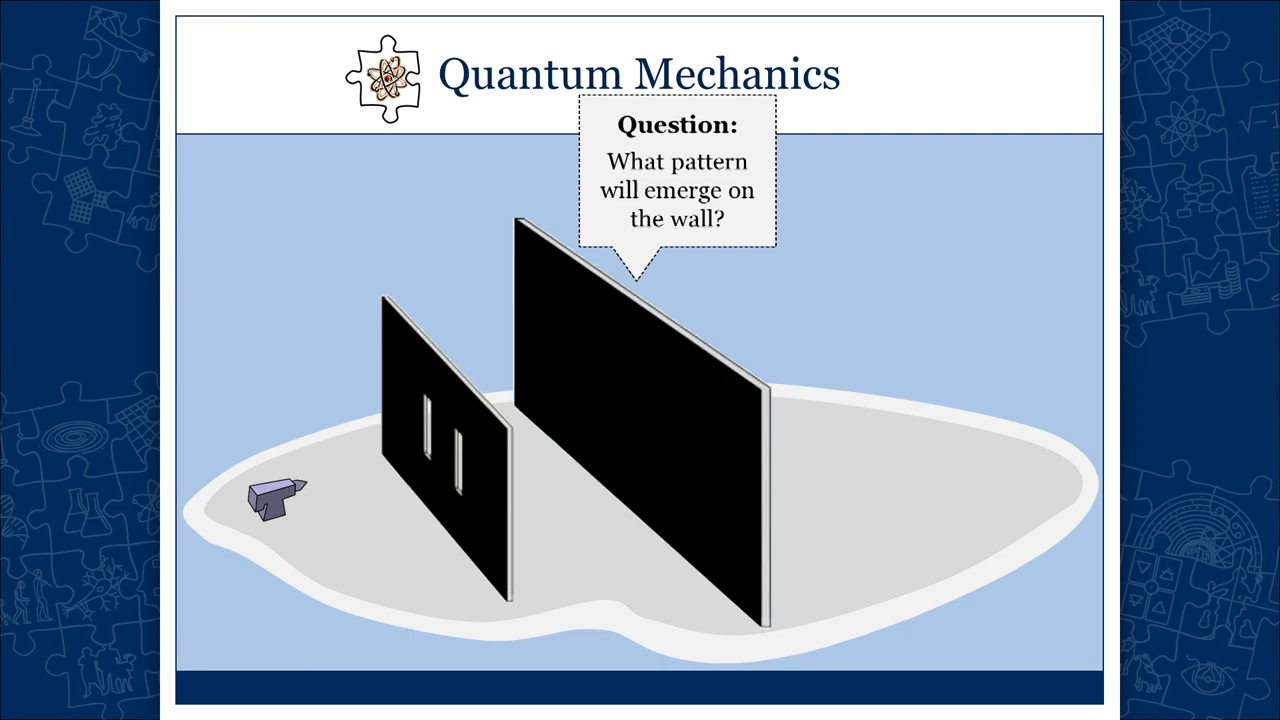 Quantum Mechanics
Question:
What pattern
will emerge on
the wall?